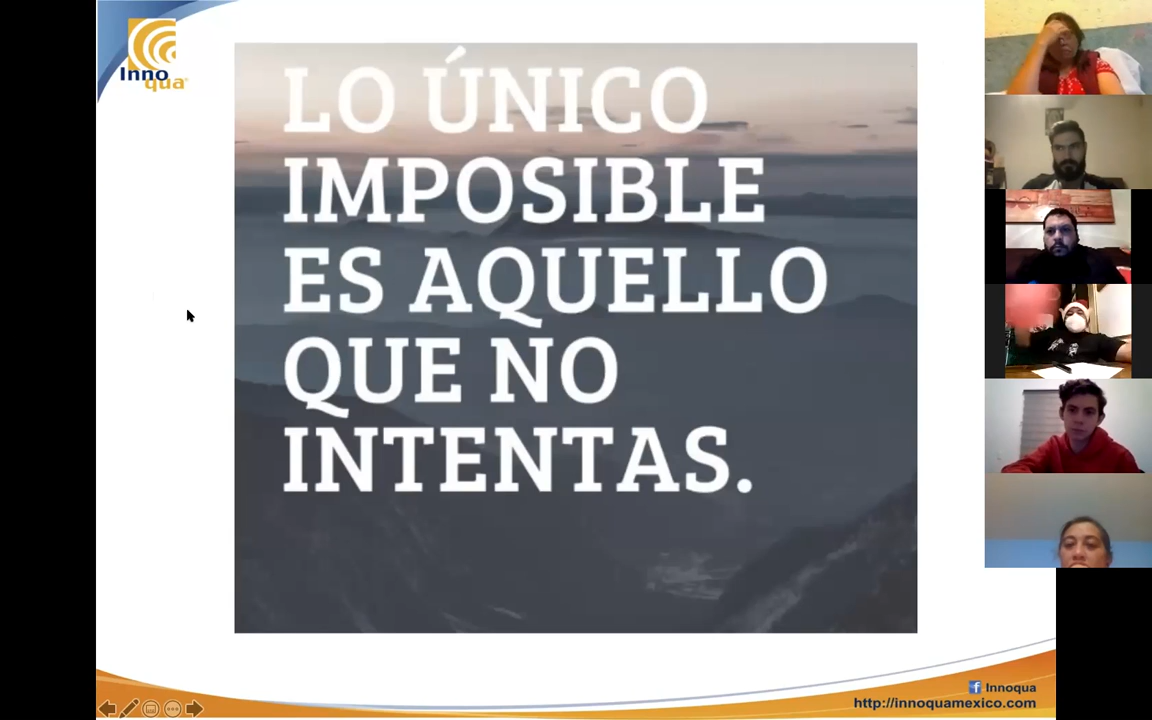 Inno
qua
LO ÚNICO
IMPOSIBLE
ES AQUELLO
QUE NO
INTENTAS.
Innoqua
http://innoquamexico.com